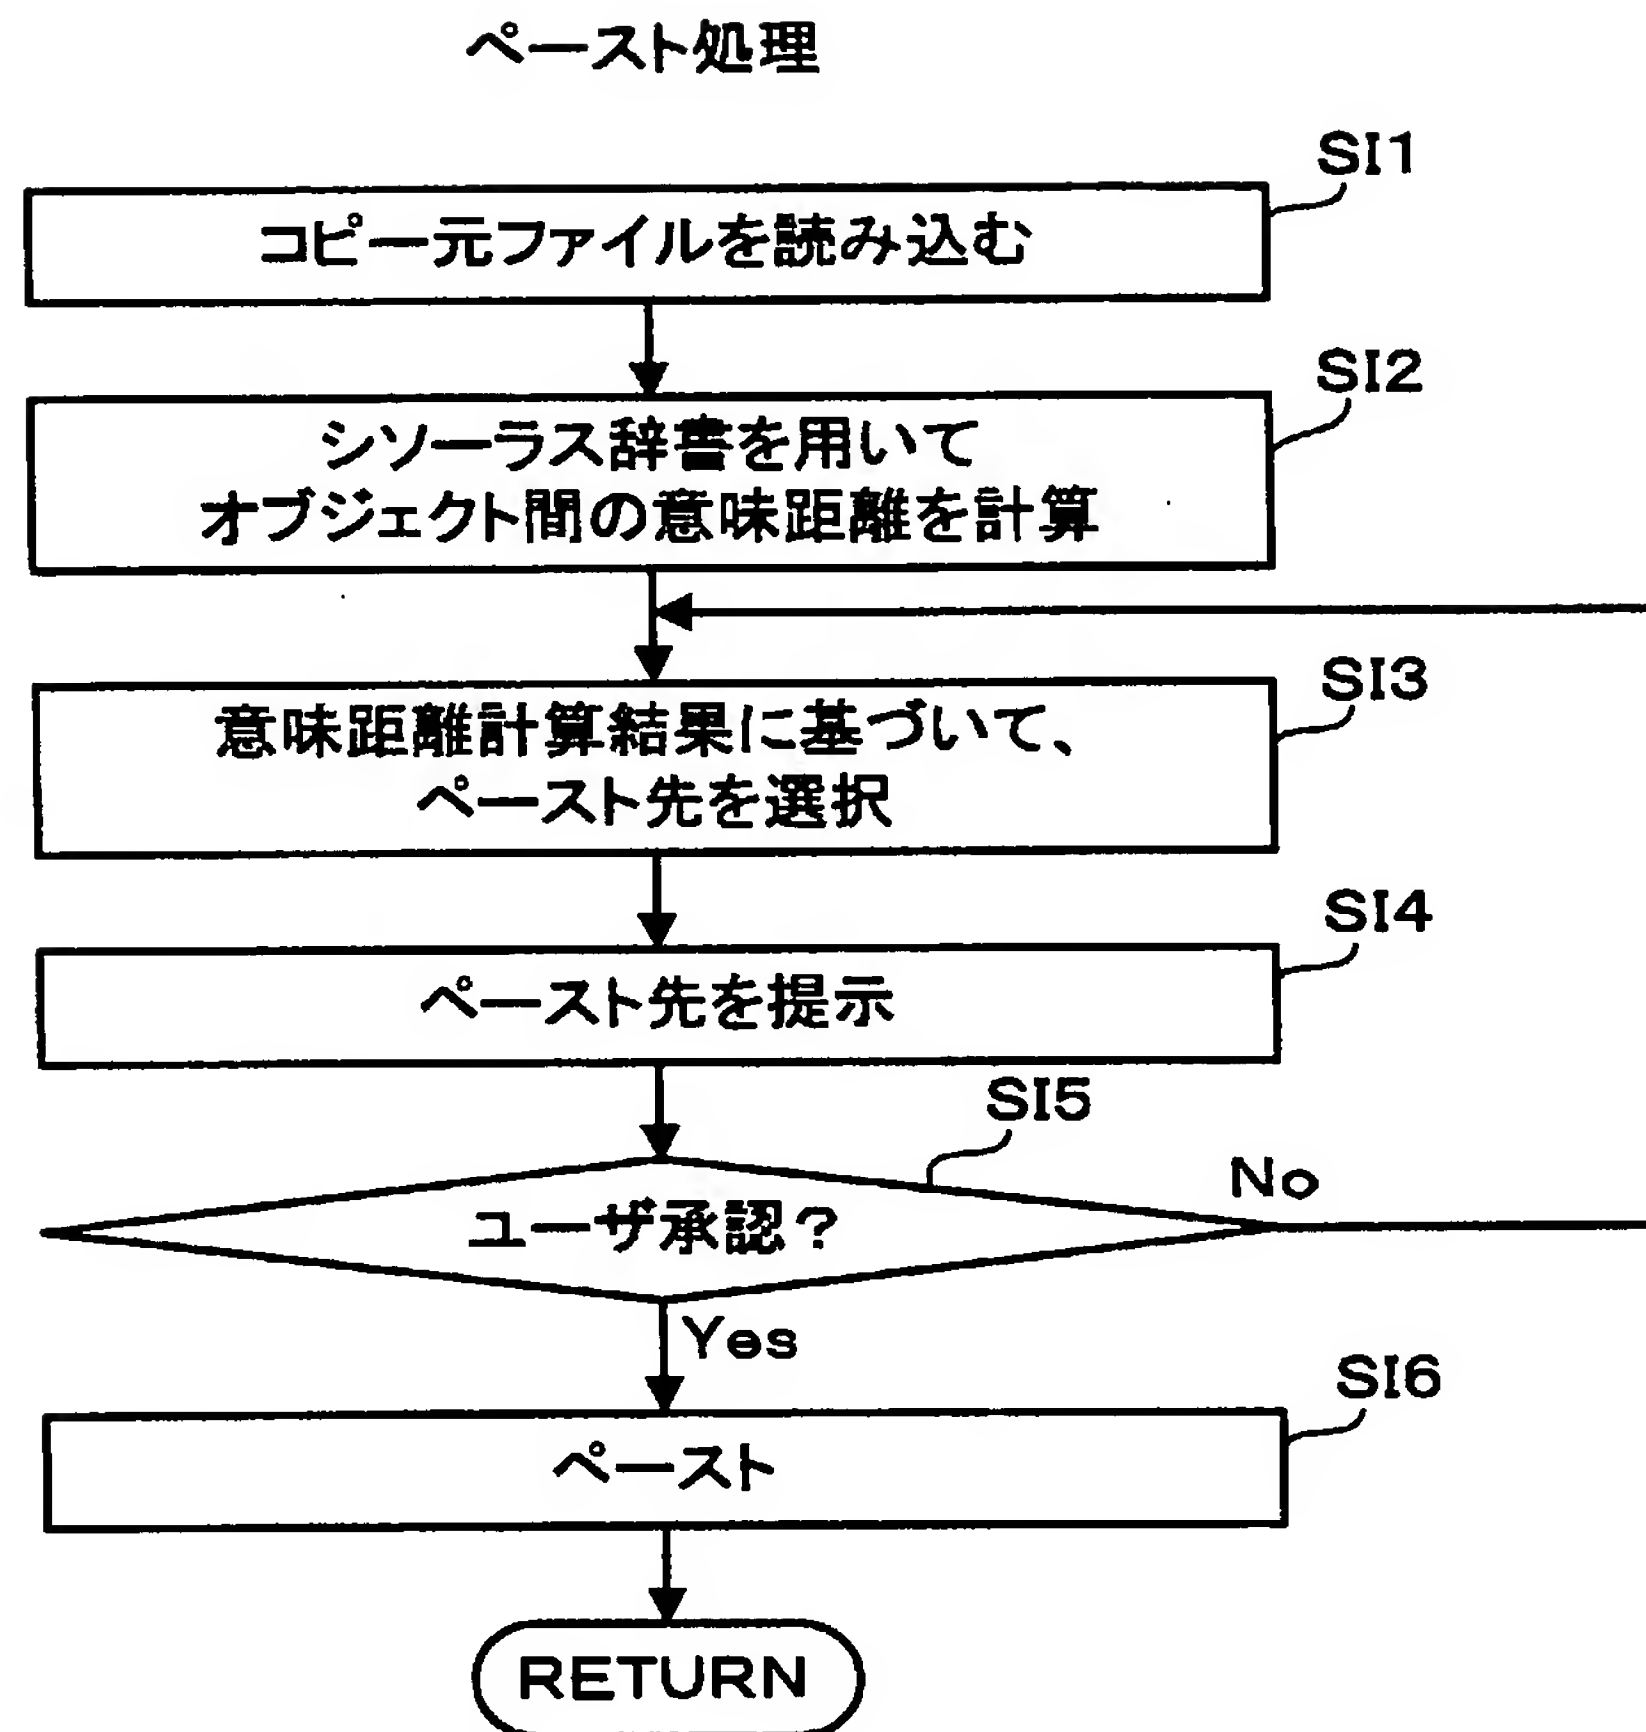 ペースト処理
SI1
コピー元ファイルを読み込む
SI2
シソーラス辞書を用いて
オブジェクト間の意味距離を計算
SI3
意味距離計算結果に基づいて、
ペースト先を選択
SI4
ペースト先を提示
SI5
ユーザ承認?
No
Yes
SI6
ペースト
RETURN